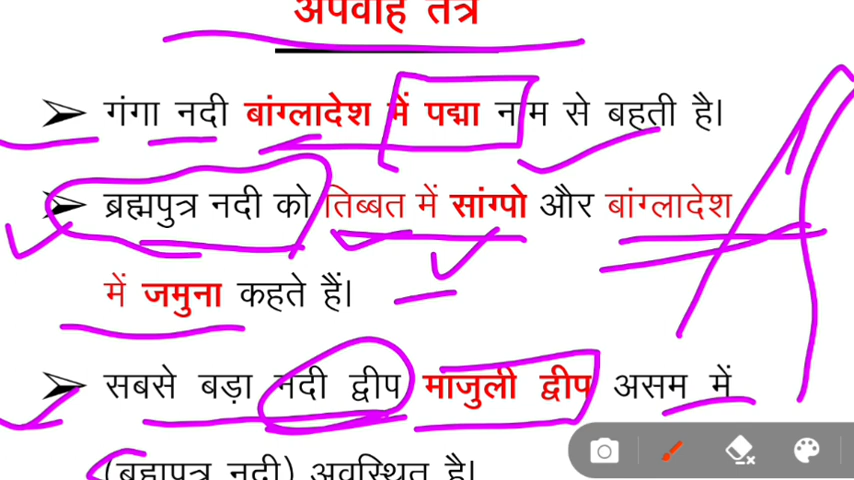 अपवाह तंत्र
गंगा नदी बांग्लादेश में पद्मा नाम से बहती है।
ब्रह्मपुत्र नदी को तिब्बत में सांग्पो और बांग्लादेश
में जमुना कहते हैं।
सबसे बड़ा नदी द्वीप माजुली द्वीप असम में
(ब्रह्मपुत्र नदी) अवस्थित है।